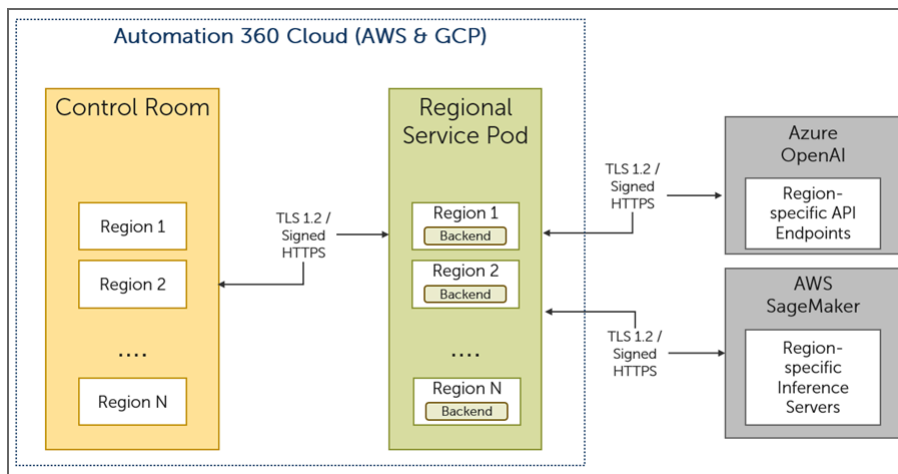 Automation 360 Cloud (AWS & GCP)
Control Room
Region 1
Region 2
....
Region N
TLS 1.2 /
Signed
HTTPS
Regional
Service Pod
Region 1
Backend
Region 2
Backend
....
Region N
Backend
TLS 1.2 /
Signed
HTTPS
TLS 1.2 /
Signed
HTTPS
Azure
OpenAI
Region-
specific API
Endpoints
AWS
SageMaker
Region-
specific
Inference
Servers